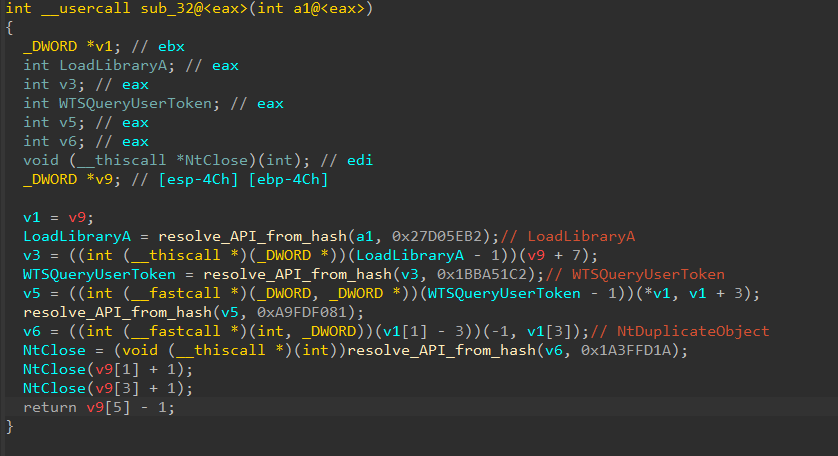 int __usercall sub_32@<eax>(int a1@<eax>)
{
_DWORD *v1; // ebx
int LoadLibraryA; // eax
int v3; // eax
int WTSQueryUserToken; // eax
int v5; // eax
int v6; // eax
void (__thiscall *NtClose)(int); // edi
_DWORD *v9; // [esp-4Ch] [ebp-4Ch]
v1 = v9;
LoadLibraryA = resolve_API_from_hash(a1, 0x27D05EB2);// LoadLibraryA
v3 = ((int (__thiscall *)(_DWORD *))(LoadLibraryA - 1))(v9 + 7);
WTSQueryUserToken = resolve_API_from_hash(v3, 0x1BBA51C2);// WTSQueryUserToken
v5 = ((int (__fastcall *)(_DWORD, _DWORD *))(WTSQueryUserToken - 1))(*v1, v1 + 3);
resolve_API_from_hash(v5, 0xA9FDF081);
v6 = ((int (__fastcall *)(int, _DWORD))(v1[1] - 3))(-1, v1[3]);// NtDuplicateObject
NtClose = (void (__thiscall *)(int))resolve_API_from_hash(v6, 0x1A3FFD1A);
NtClose(v9[1] + 1);
NtClose(v9[3] + 1);
return v9[5] - 1;
}